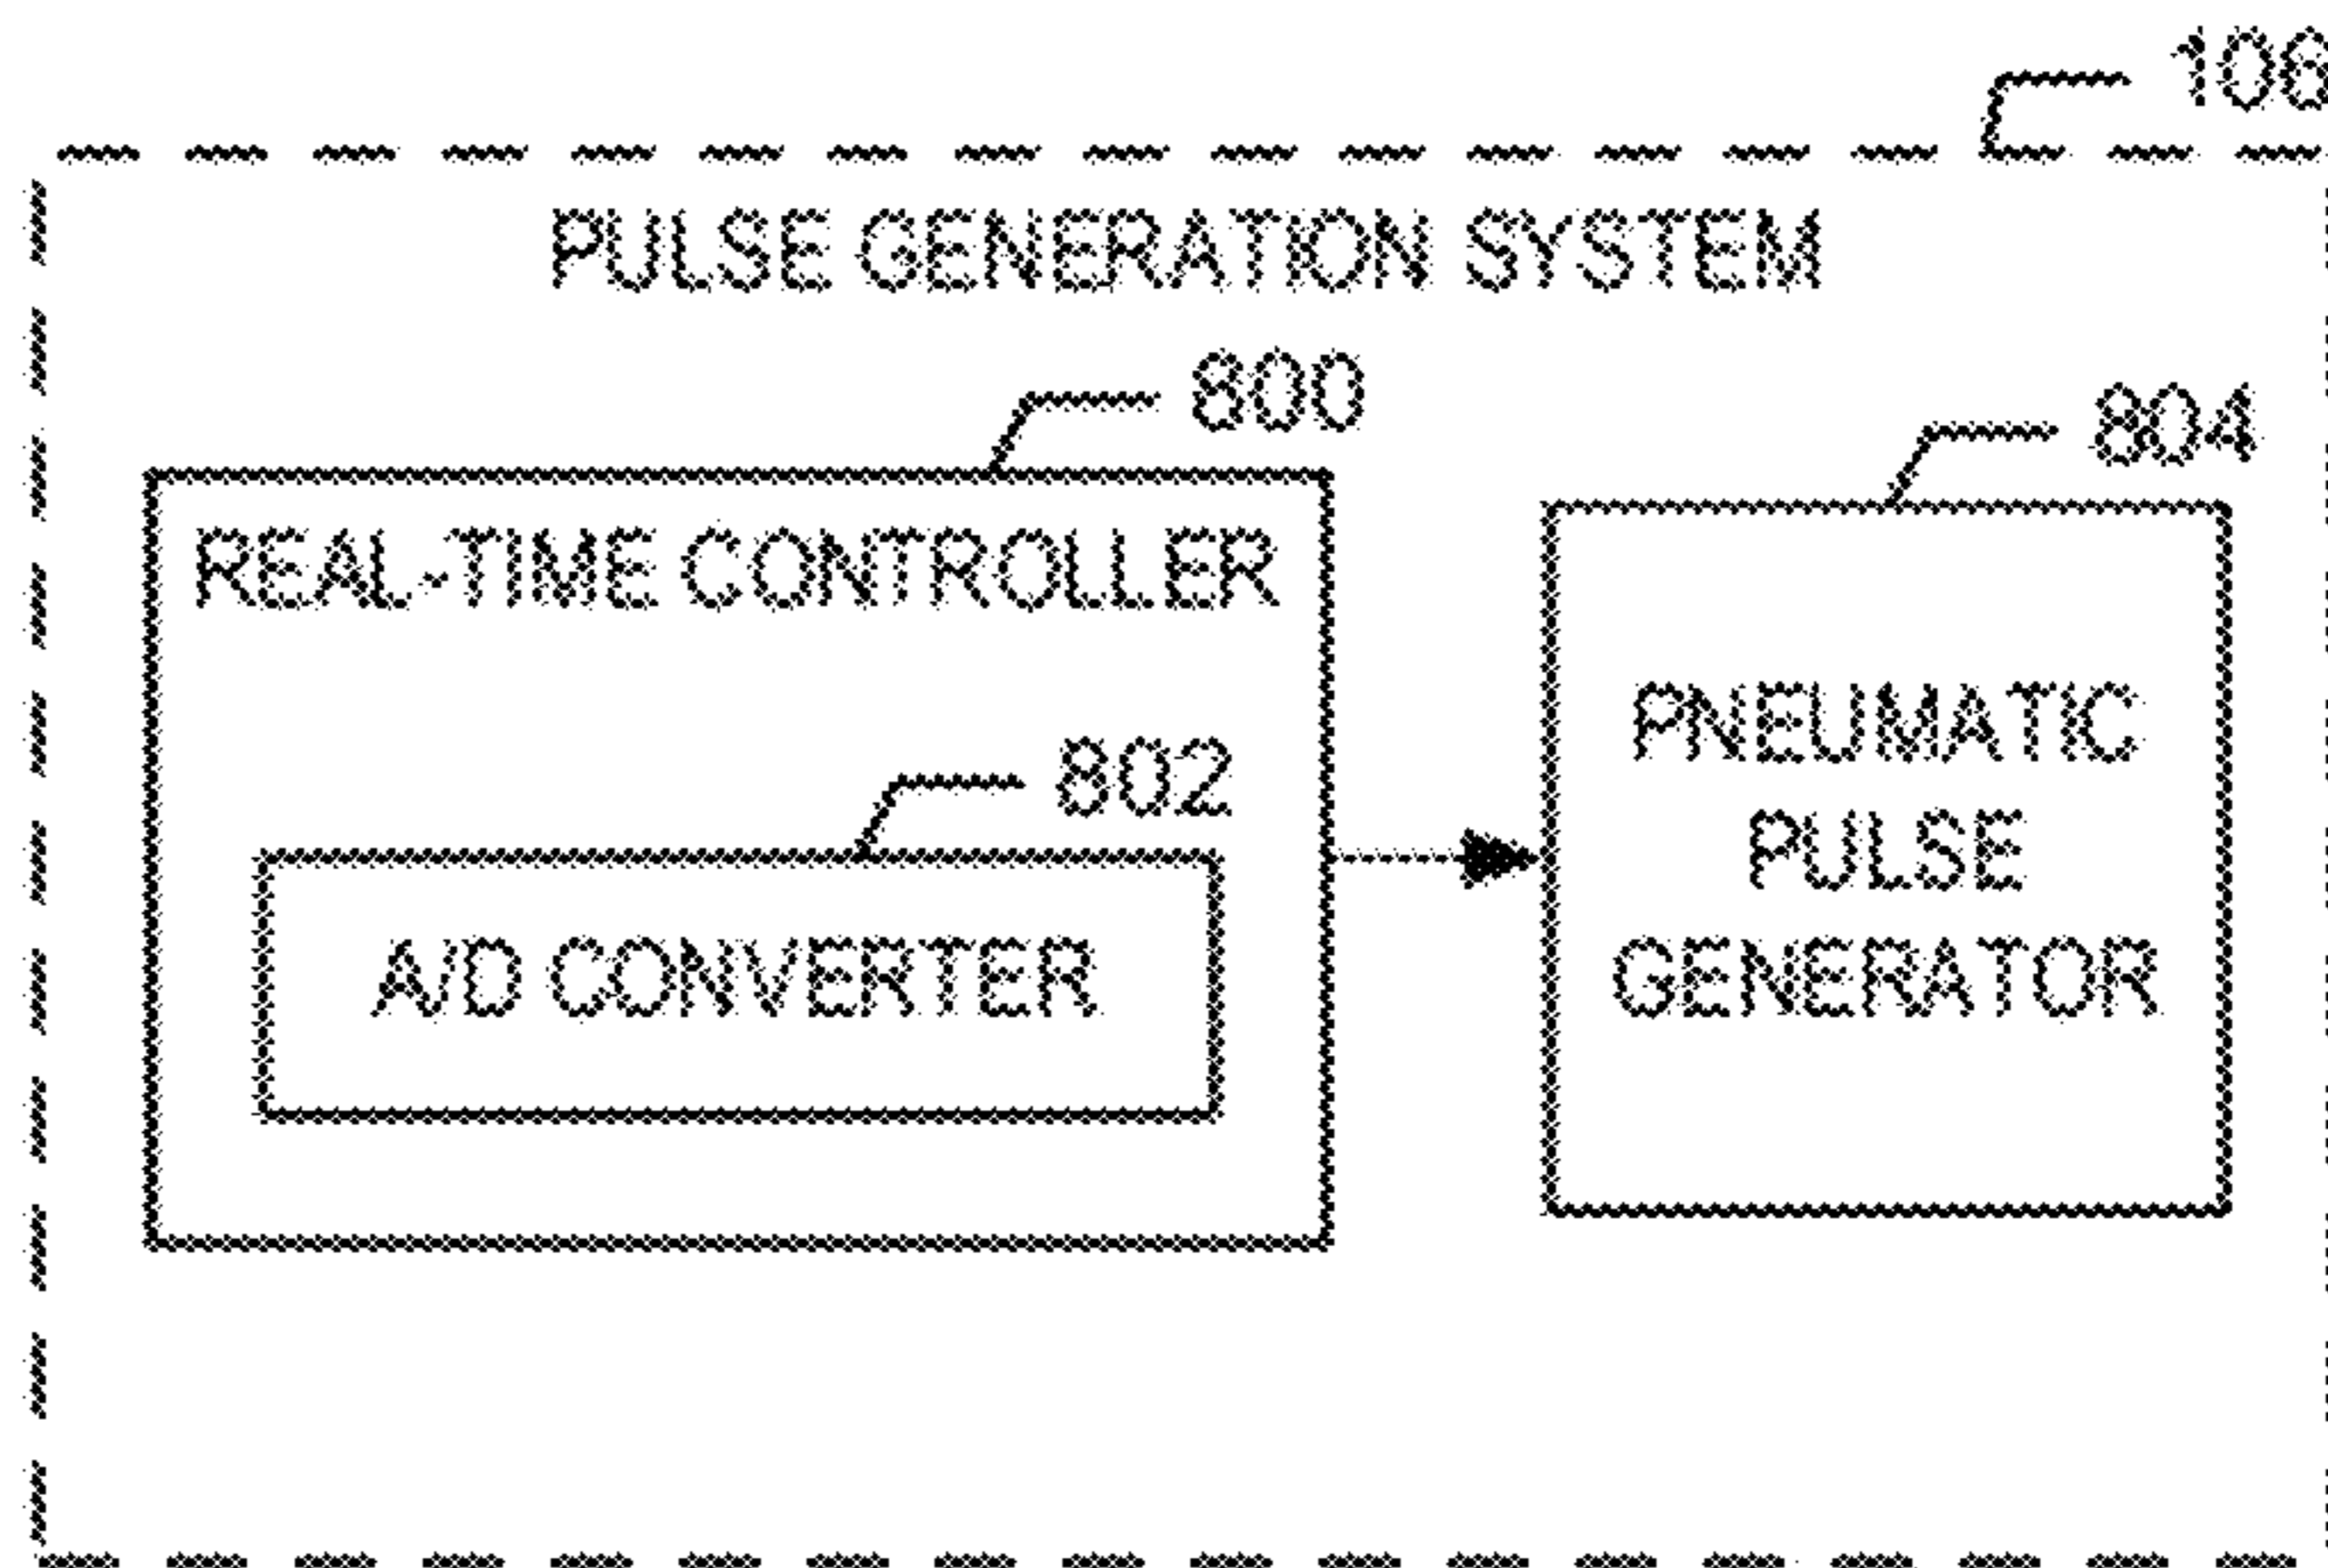 106
PULSE GENERATION SYSTEM
800
804
REAL-TIME CONTROLLER
802
PNEUMATIC
PULSE
GENERATOR
A/D CONVERTER